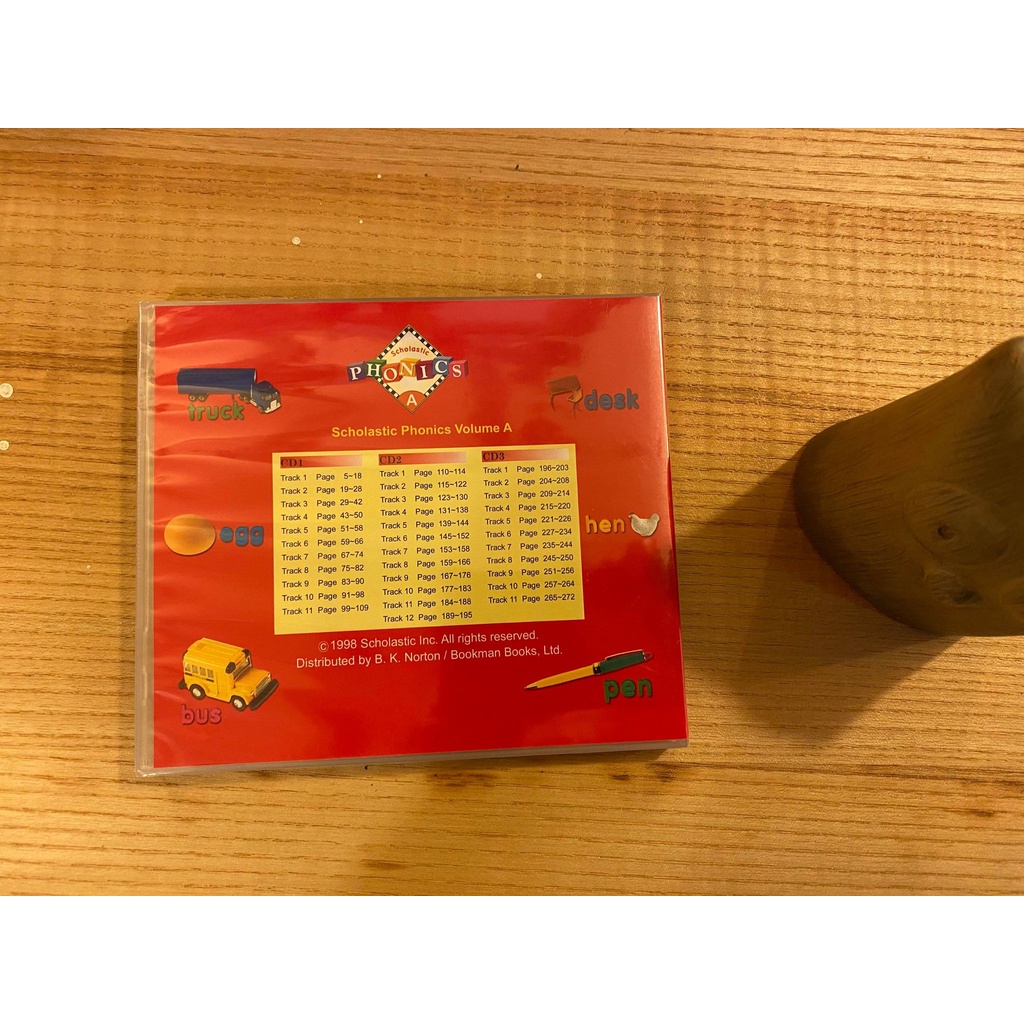 Scholastic
PHONICS
A
truck
desk
Scholastic Phonics Volume A
CD1 CD2 CD3
Track 1 Page 5~18 Track 1 Page 110~114 Track 1 Page 196~203
Track 2 Page 19~28 Track 2 Page 115~122 Track 2 Page 204~208
Track 3 Page 29~42 Track 3 Page 123~130 Track 3 Page 209~214
Track 4 Page 43~50 Track 4 Page 131~138 Track 4 Page 215~220
Track 5 Page 51~58 Track 5 Page 139~144 Track 5 Page 221~226
Track 6 Page 59~66 Track 6 Page 145~152 Track 6 Page 227~234
Track 7 Page 67~74 Track 7 Page 153~158 Track 7 Page 235~244
Track 8 Page 75~82 Track 8 Page 159~166 Track 8 Page 245~250
Track 9 Page 83~90 Track 9 Page 167~176 Track 9 Page 251~256
Track 10 Page 91~98 Track 10 Page 177~183 Track 10 Page 257~264
Track 11 Page 99~109 Track 11 Page 184~188 Track 11 Page 265~272
Track 12 Page 189~195
egg
hen
©1998 Scholastic Inc. All rights reserved.
Distributed by B. K. Norton / Bookman Books, Ltd.
bus
pen